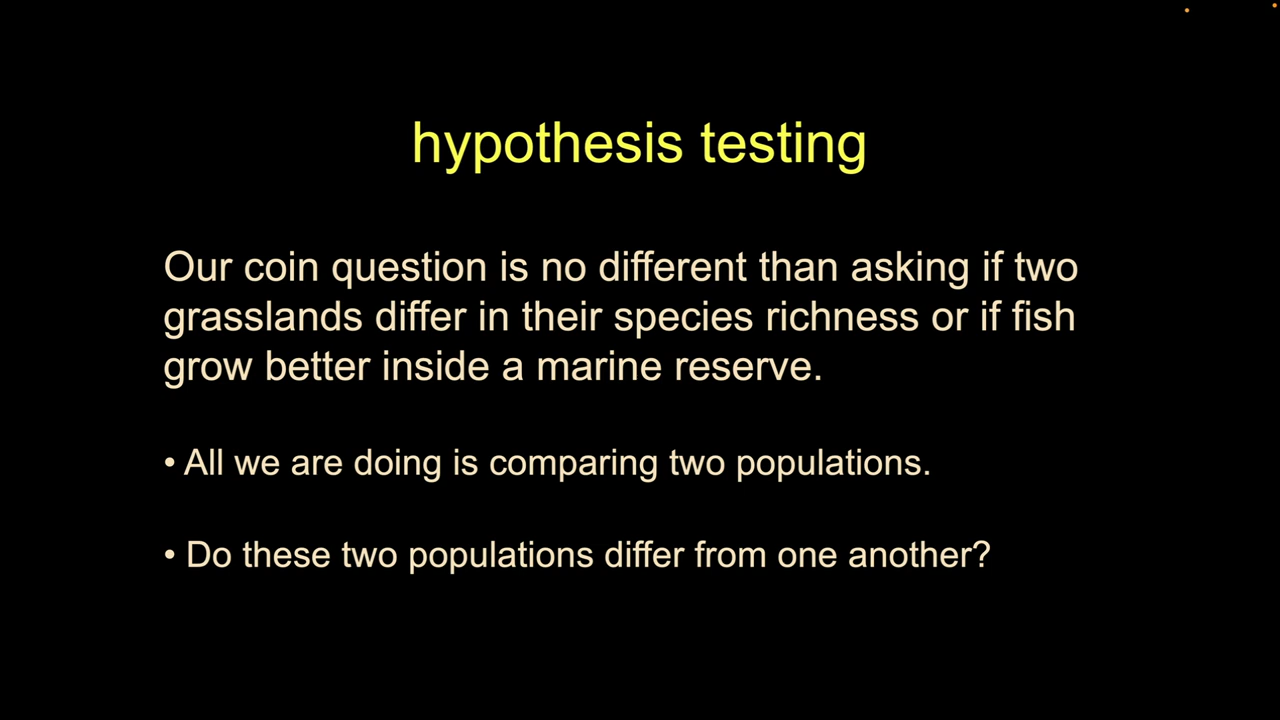 hypothesis testing
Our coin question is no different than asking if two
grasslands differ in their species richness or if fish
grow better inside a marine reserve.
• All we are doing is comparing two populations.
• Do these two populations differ from one another?